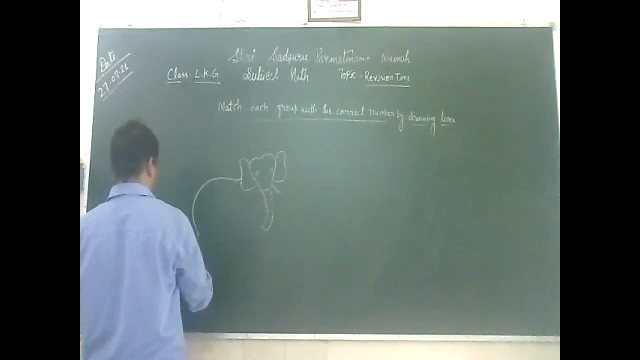 Date
27.07.21
Shri Sadguru Parmatmane Namah
Class - L.K.G Subject Math Topic - Revision Time
Match each group with the correct number by drawing lines